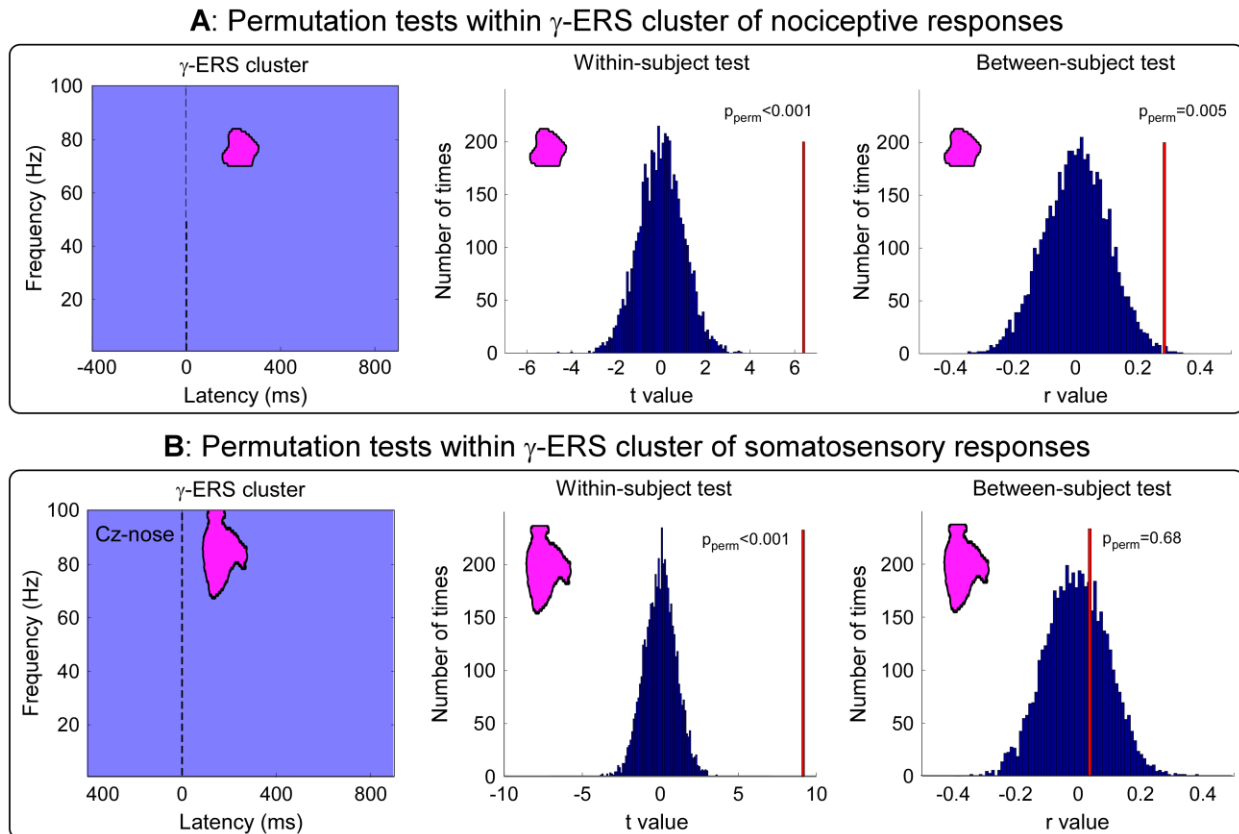 A: Permutation tests within γ-ERS cluster of nociceptive responses
γ-ERS cluster
Within-subject test
Between-subject test
100
80
60
40
20
Frequency (Hz)
-400 0 400 800
Latency (ms)
p_perm<0.001
200
150
100
50
0
Number of times
-6 -4 -2 0 2 4 6
t value
p_perm=0.005
200
150
100
50
0
Number of times
-0.4 -0.2 0 0.2 0.4
r value
B: Permutation tests within γ-ERS cluster of somatosensory responses
γ-ERS cluster
Within-subject test
Between-subject test
Cz-nose
100
80
60
40
20
Frequency (Hz)
400 0 400 800
Latency (ms)
p_perm<0.001
200
150
100
50
0
Number of times
-10 -5 0 5 10
t value
p_perm=0.68
200
150
100
50
0
Number of times
-0.4 -0.2 0 0.2 0.4
r value